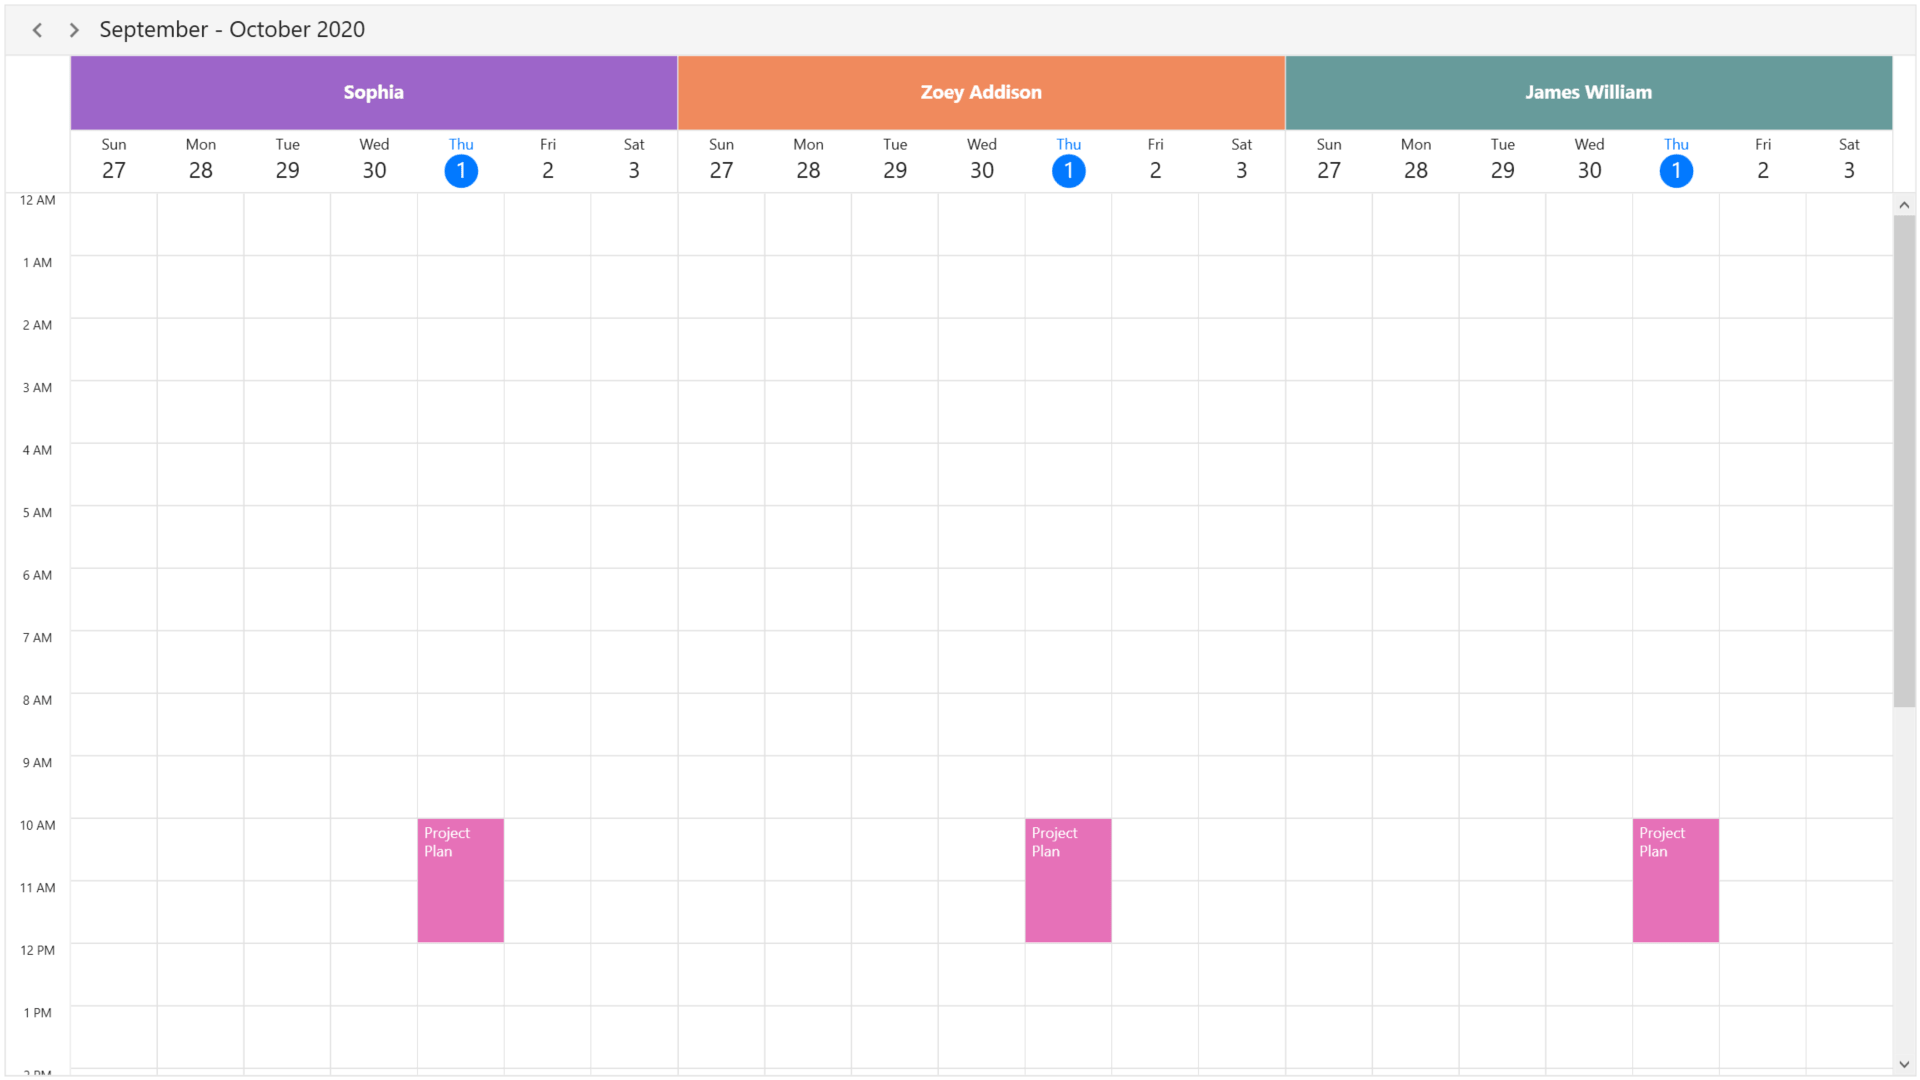 September - October 2020
Sophia Zoey Addison James William
Sun Mon Tue Wed Thu Fri Sat Sun Mon Tue Wed Thu Fri Sat Sun Mon Tue Wed Thu Fri Sat
27 28 29 30 1 2 3 27 28 29 30 1 2 3 27 28 29 30 1 2 3
12 AM
1 AM
2 AM
3 AM
4 AM
5 AM
6 AM
7 AM
8 AM
9 AM
10 AM
Project Project Project
Plan Plan Plan
11 AM
12 PM
1 PM
2 PM